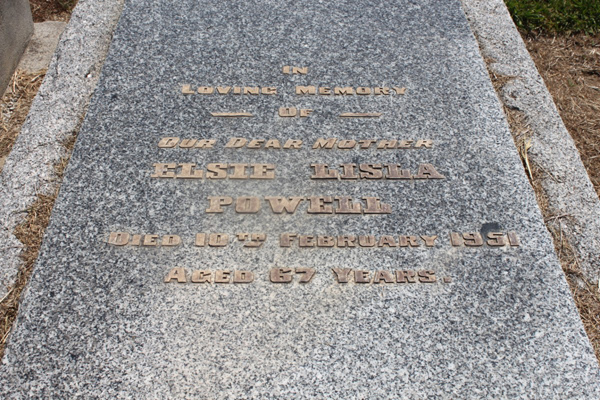 IN
LOVING MEMORY
OF
OUR DEAR MOTHER
ELSIE LISLA
POWELL
DIED 10TH FEBRUARY 1951
AGED 67 YEARS.